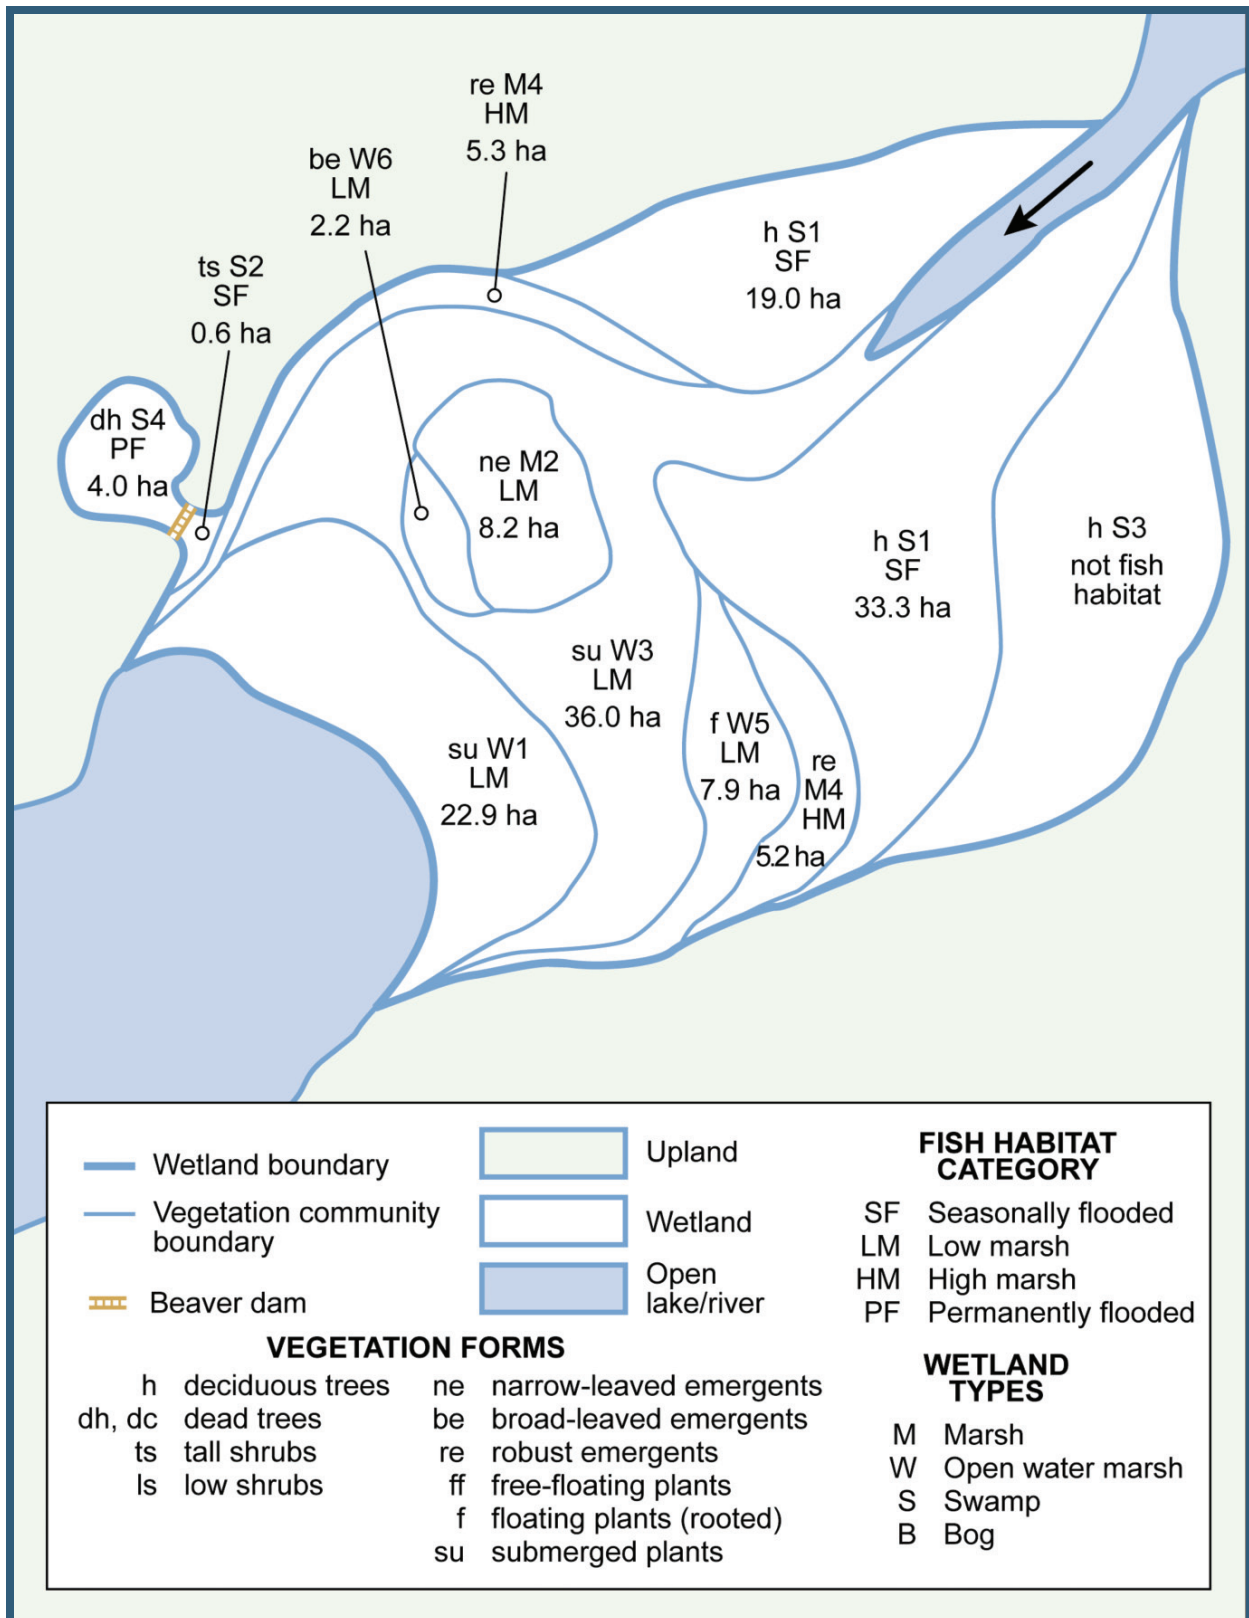 re M4
HM
5.3 ha
be W6
LM
2.2 ha
ts S2
SF
0.6 ha
h S1
SF
19.0 ha
dh S4
PF
4.0 ha
ne M2
LM
8.2 ha
h S1
SF
33.3 ha
h S3
not fish
habitat
su W3
LM
36.0 ha
f W5
LM
7.9 ha
re
M4
HM
5.2 ha
su W1
LM
22.9 ha
Wetland boundary
Vegetation community
boundary
Beaver dam
Upland
Wetland
Open
lake/river
FISH HABITAT
CATEGORY
SF Seasonally flooded
LM Low marsh
HM High marsh
PF Permanently flooded
VEGETATION FORMS
h deciduous trees
dh, dc dead trees
ts tall shrubs
ls low shrubs
ne narrow-leaved emergents
be broad-leaved emergents
re robust emergents
ff free-floating plants
f floating plants (rooted)
su submerged plants
WETLAND
TYPES
M Marsh
W Open water marsh
S Swamp
B Bog